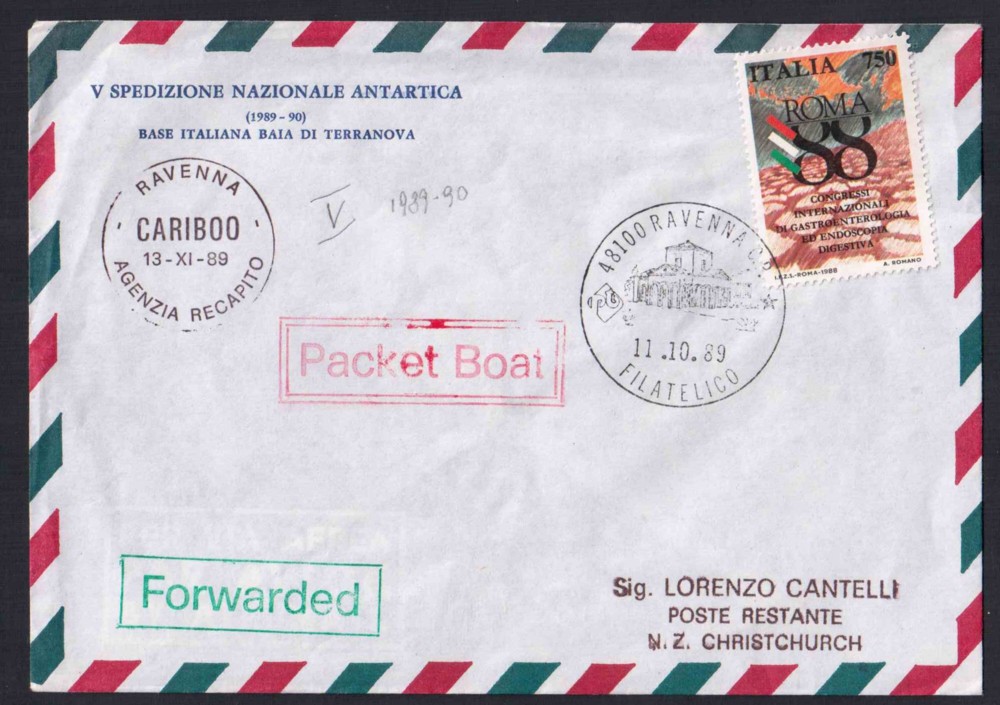 V SPEDIZIONE NAZIONALE ANTARTICA
(1989-90)
BASE ITALIANA BAIA DI TERRANOVA
ITALIA 750
ROMA
88
CONGRESSI
INTERNAZIONALI
DI GASTROENTEROLOGIA
ED ENDOSCOPIA
DIGESTIVA
A. ROMANO
I.P.Z.S.-ROMA-1988
RAVENNA
CARIBOO
13-XI-89
AGENZIA RECAPITO
V 1989-90
48100 RAVENNA C.P.
11.10.89
FILATELICO
Packet Boat
Forwarded
Sig. LORENZO CANTELLI
POSTE RESTANTE
N.Z. CHRISTCHURCH